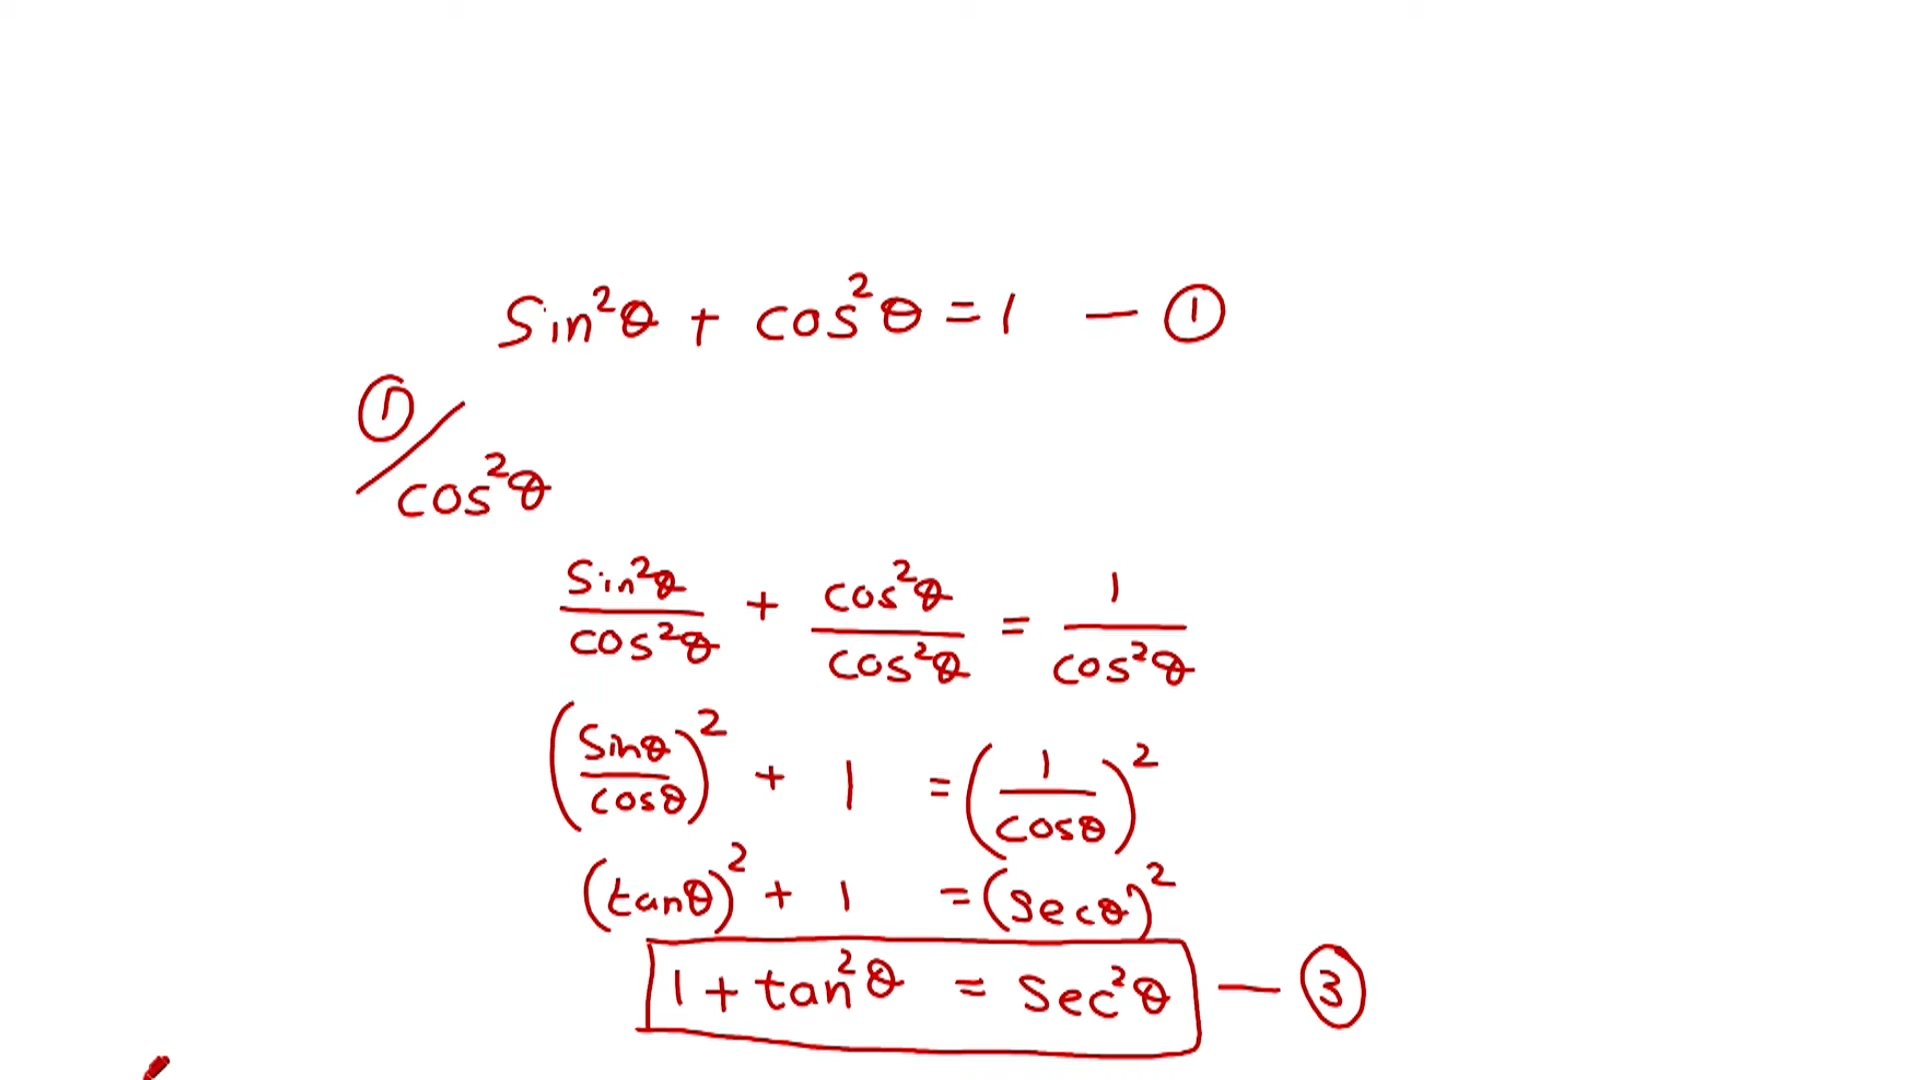 Sin²θ + cos²θ = 1 — ①
①/cos²θ
Sin²θ/cos²θ + cos²θ/cos²θ = 1/cos²θ
(Sinθ/cosθ)² + 1 = (1/cosθ)²
(tanθ)² + 1 = (secθ)²
1 + tan²θ = Sec²θ — ③